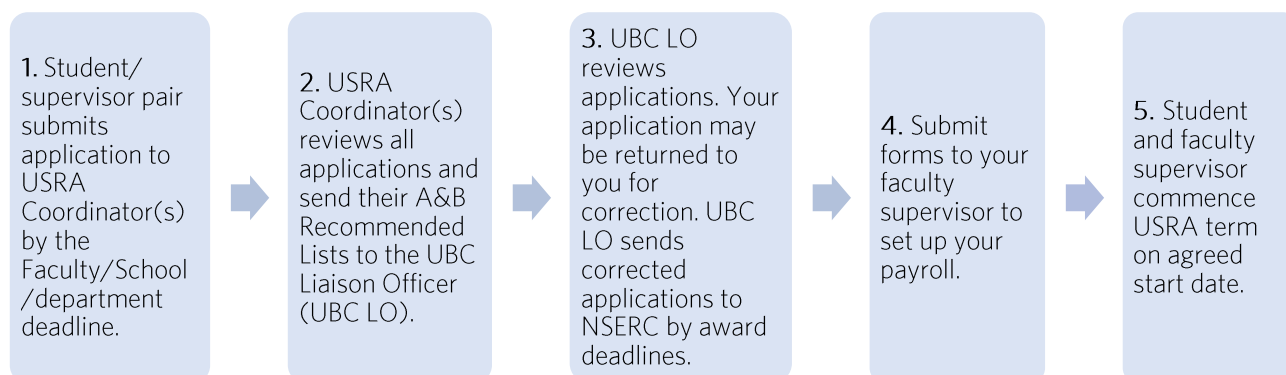 1. Student/
supervisor pair
submits
application to
USRA
Coordinator(s)
by the
Faculty/School
/department
deadline.
2. USRA
Coordinator(s)
reviews all
applications and
send their A&B
Recommended
Lists to the UBC
Liaison Officer
(UBC LO).
3. UBC LO
reviews
applications. Your
application may
be returned to
you for
correction. UBC
LO sends
corrected
applications to
NSERC by award
deadlines.
4. Submit
forms to your
faculty
supervisor to
set up your
payroll.
5. Student
and faculty
supervisor
commence
USRA term
on agreed
start date.